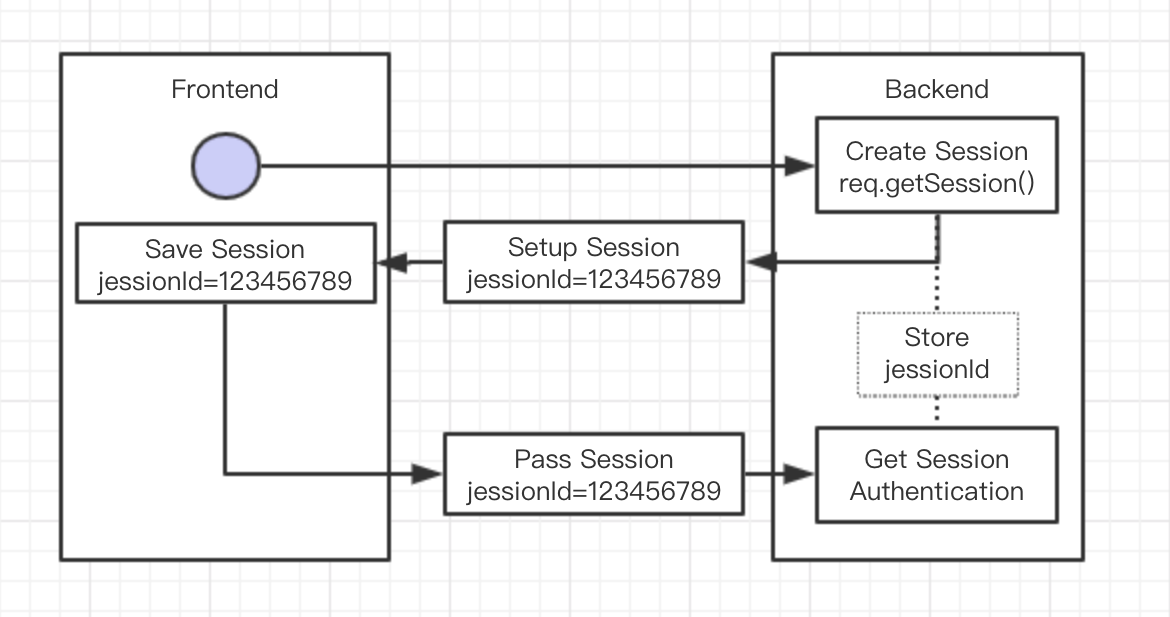 Frontend
Backend
Create Session
req.getSession()
Save Session
jessionId=123456789
Setup Session
jessionId=123456789
Store
jessionId
Pass Session
jessionId=123456789
Get Session
Authentication